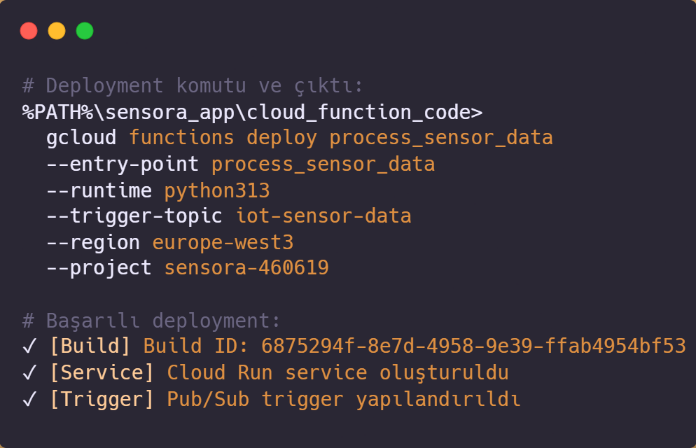 # Deployment komutu ve çıktı:
%PATH%\sensora_app\cloud_function_code>
gcloud functions deploy process_sensor_data
--entry-point process_sensor_data
--runtime python313
--trigger-topic iot-sensor-data
--region europe-west3
--project sensora-460619
# Başarılı deployment:
✓ [Build] Build ID: 6875294f-8e7d-4958-9e39-ffab4954bf53
✓ [Service] Cloud Run service oluşturuldu
✓ [Trigger] Pub/Sub trigger yapılandırıldı